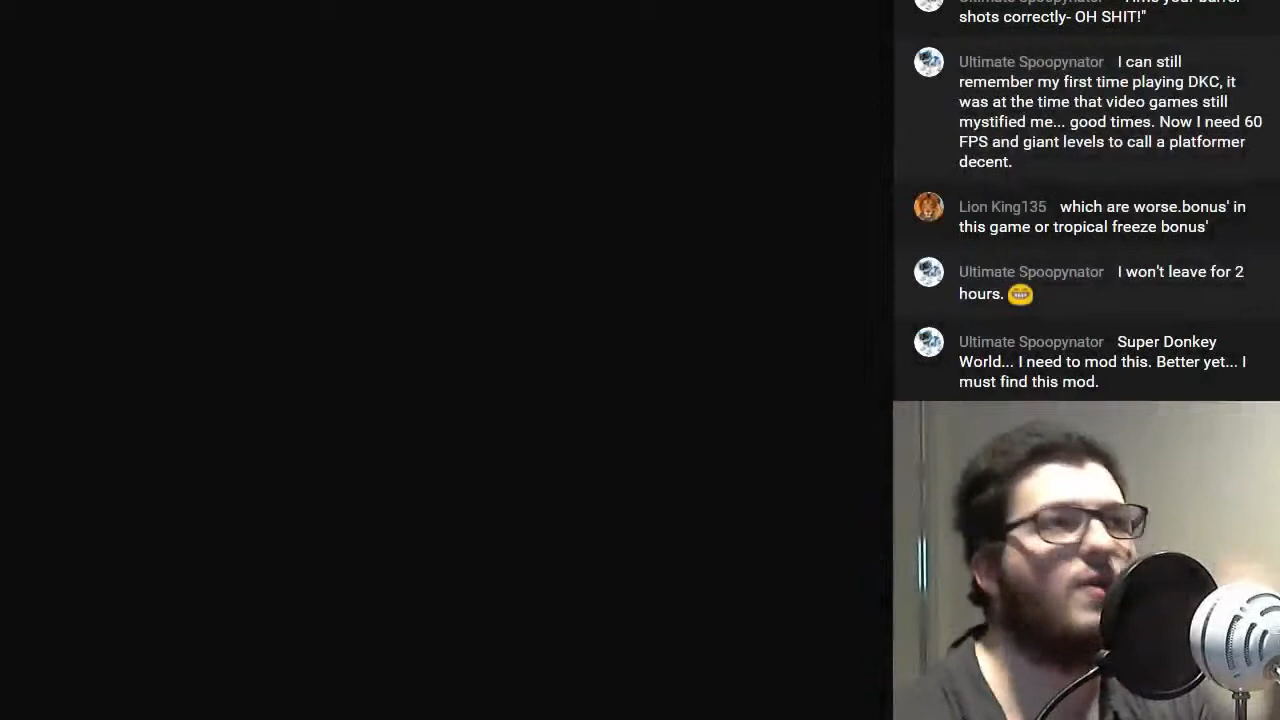 Ultimate Spoopynator
shots correctly- OH SHIT!"
Ultimate Spoopynator I can still
remember my first time playing DKC, it
was at the time that video games still
mystified me... good times. Now I need 60
FPS and giant levels to call a platformer
decent.
Lion King135 which are worse.bonus' in
this game or tropical freeze bonus'
Ultimate Spoopynator I won't leave for 2
hours.
Ultimate Spoopynator Super Donkey
World... I need to mod this. Better yet... I
must find this mod.